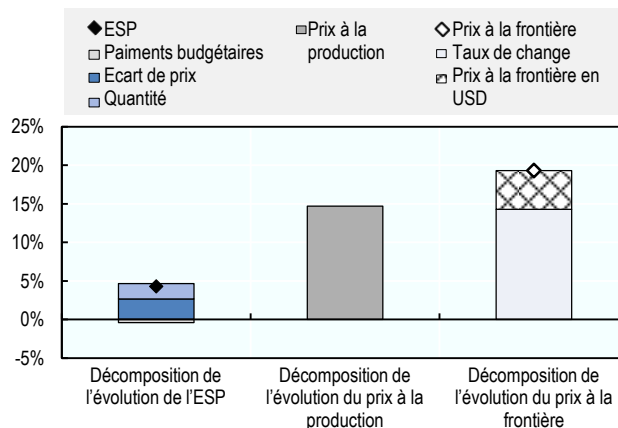 ESP
Paiments budgétaires
Ecart de prix
Quantité
Prix à la
production
Prix à la frontière
Taux de change
Prix à la frontière en
USD
25%
20%
15%
10%
5%
0%
-5%
Décomposition de
l'évolution de l'ESP
Décomposition de
l'évolution du prix à la
production
Décomposition de
l'évolution du prix à la
frontière